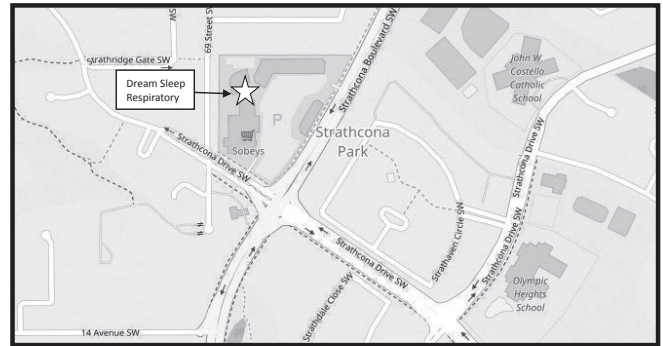 SW
69 Street S
Strathridge Gate SW
Dream Sleep
Respiratory
P
Sobeys
Strathcona Boulevard SW
Strathcona
Park
John W
Costello
Catholic
School
Strathcona Drive SW
Strathcona Drive SW
Strathaven Circle SW
Strathcona Drive SW
Strathcona Drive SW
Olympic
Heights
School
Strathdale Close SW
14 Avenue SW